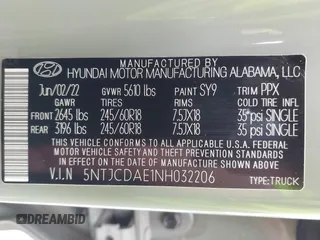 MANUFACTURED BY
HYUNDAI MOTOR MANUFACTURING ALABAMA, LLC
Jun/02/22 GVWR 5610 lbs PAINT SY9 TRIM PPX
GAWR TIRES RIMS COLD TIRE INFL
FRONT 2645 lbs 245/60R18 7.5JX18 35 psi SINGLE
REAR 3196 lbs 245/60R18 7.5JX18 35 psi SINGLE
THIS VEHICLE CONFORMS TO ALL APPLICABLE FEDERAL
MOTOR VEHICLE SAFETY STANDARDS IN EFFECT ON
THE DATE OF MANUFACTURE SHOWN ABOVE.
V.I.N 5NTJCDAE1NH032206 TYPE:TRUCK
DREAMBID